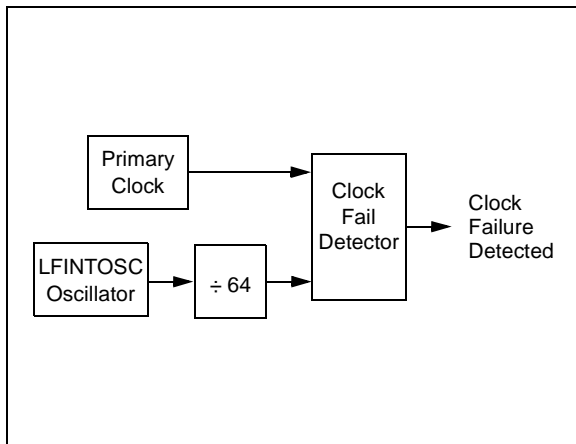 Primary
Clock
LFINTOSC
Oscillator
÷ 64
Clock
Fail
Detector
Clock
Failure
Detected